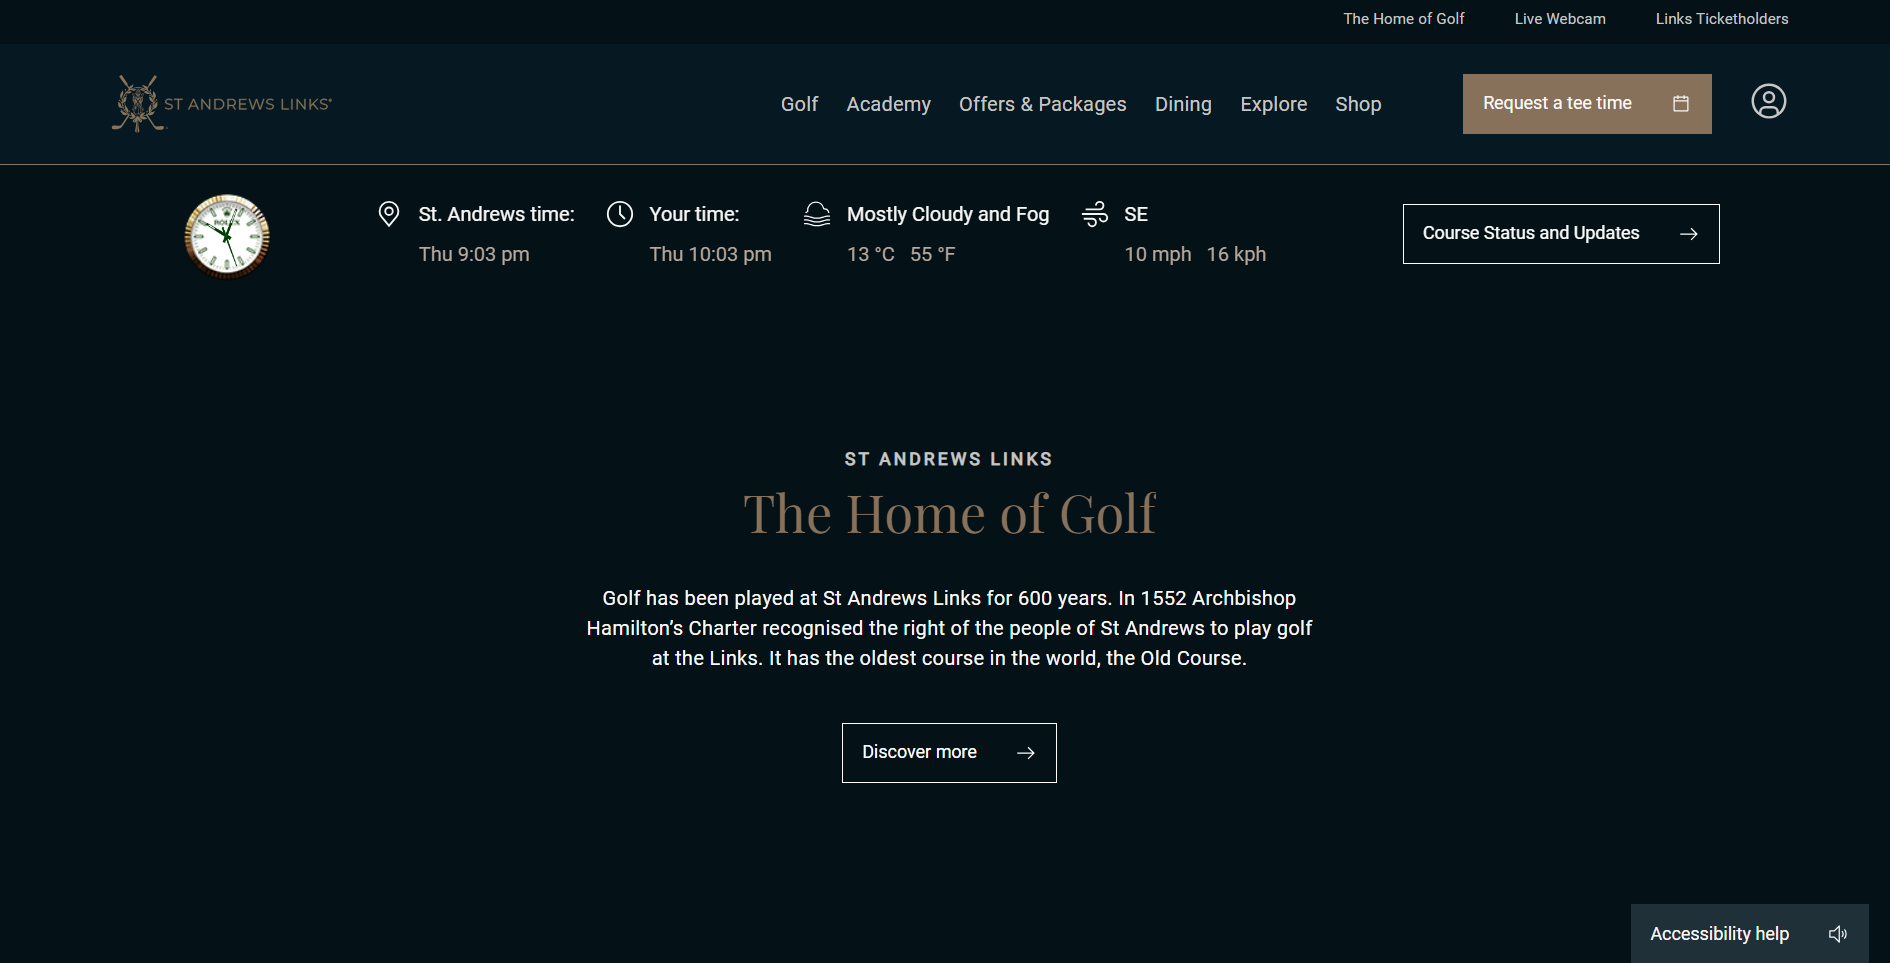 The Home of Golf Live Webcam Links Ticketholders
ST ANDREWS LINKS
Golf Academy Offers & Packages Dining Explore Shop
Request a tee time
ROLEX
St. Andrews time: Your time: Mostly Cloudy and Fog SE
Thu 9:03 pm Thu 10:03 pm 13 °C 55 °F 10 mph 16 kph
Course Status and Updates
ST ANDREWS LINKS
The Home of Golf
Golf has been played at St Andrews Links for 600 years. In 1552 Archbishop
Hamilton’s Charter recognised the right of the people of St Andrews to play golf
at the Links. It has the oldest course in the world, the Old Course.
Discover more
Accessibility help